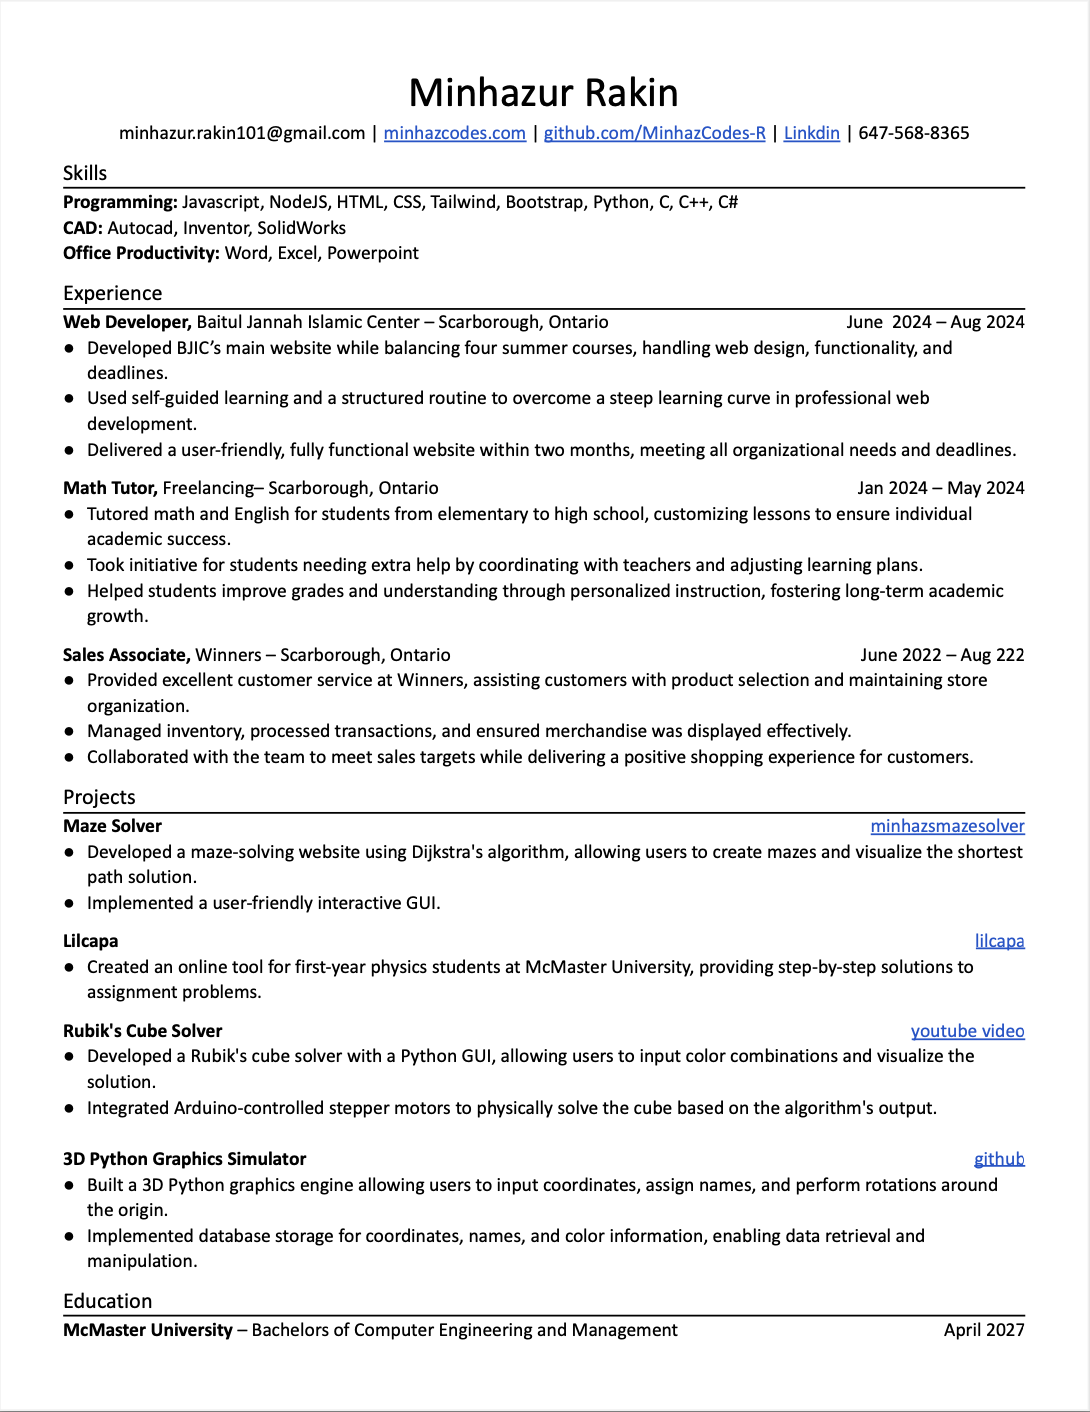 Minhazur Rakin
minhazur.rakin101@gmail.com | minhazcodes.com | github.com/MinhazCodes-R | Linkdin | 647-568-8365
Skills
Programming: Javascript, NodeJS, HTML, CSS, Tailwind, Bootstrap, Python, C, C++, C#
CAD: Autocad, Inventor, SolidWorks
Office Productivity: Word, Excel, Powerpoint
Experience
Web Developer, Baitul Jannah Islamic Center – Scarborough, Ontario June  2024 – Aug 2024
● Developed BJIC’s main website while balancing four summer courses, handling web design, functionality, and
deadlines.
● Used self-guided learning and a structured routine to overcome a steep learning curve in professional web
development.
● Delivered a user-friendly, fully functional website within two months, meeting all organizational needs and deadlines.
Math Tutor, Freelancing– Scarborough, Ontario Jan 2024 – May 2024
● Tutored math and English for students from elementary to high school, customizing lessons to ensure individual
academic success.
● Took initiative for students needing extra help by coordinating with teachers and adjusting learning plans.
● Helped students improve grades and understanding through personalized instruction, fostering long-term academic
growth.
Sales Associate, Winners – Scarborough, Ontario June 2022 – Aug 222
● Provided excellent customer service at Winners, assisting customers with product selection and maintaining store
organization.
● Managed inventory, processed transactions, and ensured merchandise was displayed effectively.
● Collaborated with the team to meet sales targets while delivering a positive shopping experience for customers.
Projects
Maze Solver minhazsmazesolver
● Developed a maze-solving website using Dijkstra's algorithm, allowing users to create mazes and visualize the shortest
path solution.
● Implemented a user-friendly interactive GUI.
Lilcapa lilcapa
● Created an online tool for first-year physics students at McMaster University, providing step-by-step solutions to
assignment problems.
Rubik's Cube Solver youtube video
● Developed a Rubik's cube solver with a Python GUI, allowing users to input color combinations and visualize the
solution.
● Integrated Arduino-controlled stepper motors to physically solve the cube based on the algorithm's output.
3D Python Graphics Simulator github
● Built a 3D Python graphics engine allowing users to input coordinates, assign names, and perform rotations around
the origin.
● Implemented database storage for coordinates, names, and color information, enabling data retrieval and
manipulation.
Education
McMaster University – Bachelors of Computer Engineering and Management April 2027